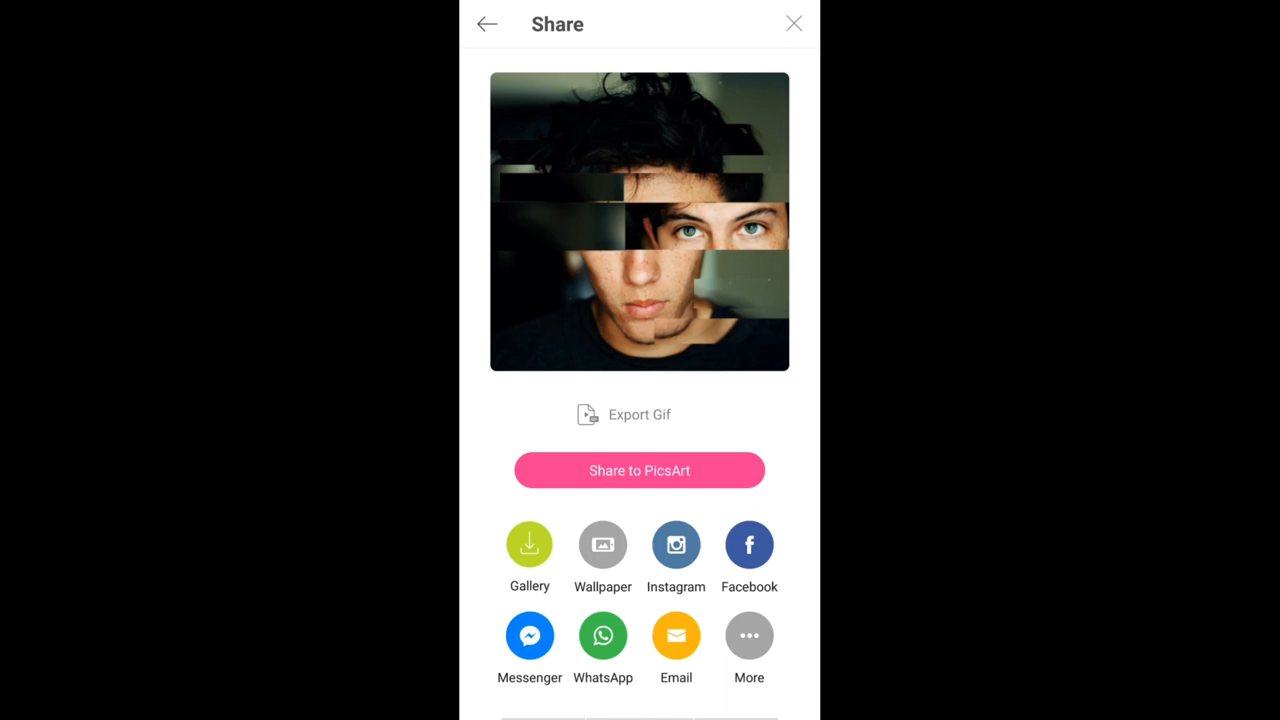 Share
Export Gif
Share to PicsArt
Gallery Wallpaper Instagram Facebook
Messenger WhatsApp Email More